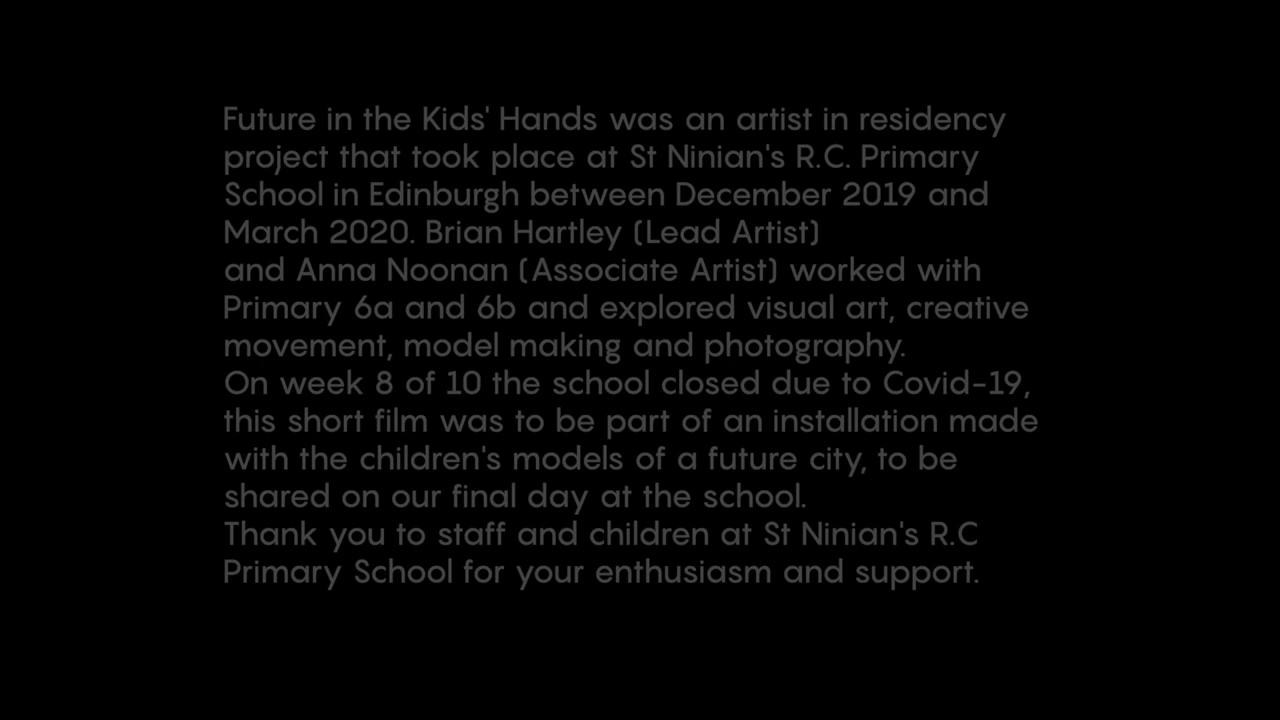 Future in the Kids' Hands was an artist in residency
project that took place at St Ninian's R.C. Primary
School in Edinburgh between December 2019 and
March 2020. Brian Hartley (Lead Artist)
and Anna Noonan (Associate Artist) worked with
Primary 6a and 6b and explored visual art, creative
movement, model making and photography.
On week 8 of 10 the school closed due to Covid-19,
this short film was to be part of an installation made
with the children's models of a future city, to be
shared on our final day at the school.
Thank you to staff and children at St Ninian's R.C
Primary School for your enthusiasm and support.